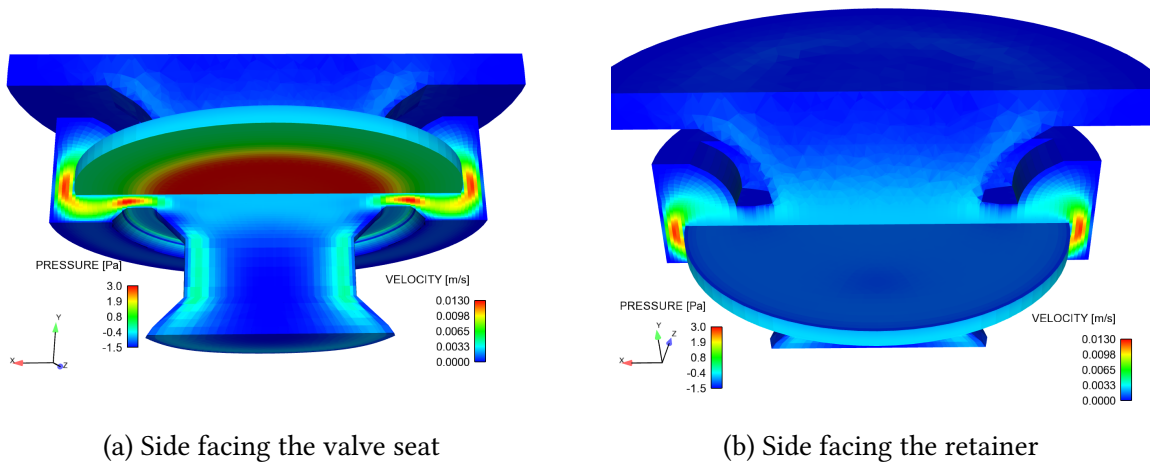 PRESSURE [Pa]
3.0
1.9
0.8
-0.4
-1.5
VELOCITY [m/s]
0.0130
0.0098
0.0065
0.0033
0.0000
Y
X
Z
(a) Side facing the valve seat
PRESSURE [Pa]
3.0
1.9
0.8
-0.4
-1.5
VELOCITY [m/s]
0.0130
0.0098
0.0065
0.0033
0.0000
Y
Z
X
(b) Side facing the retainer